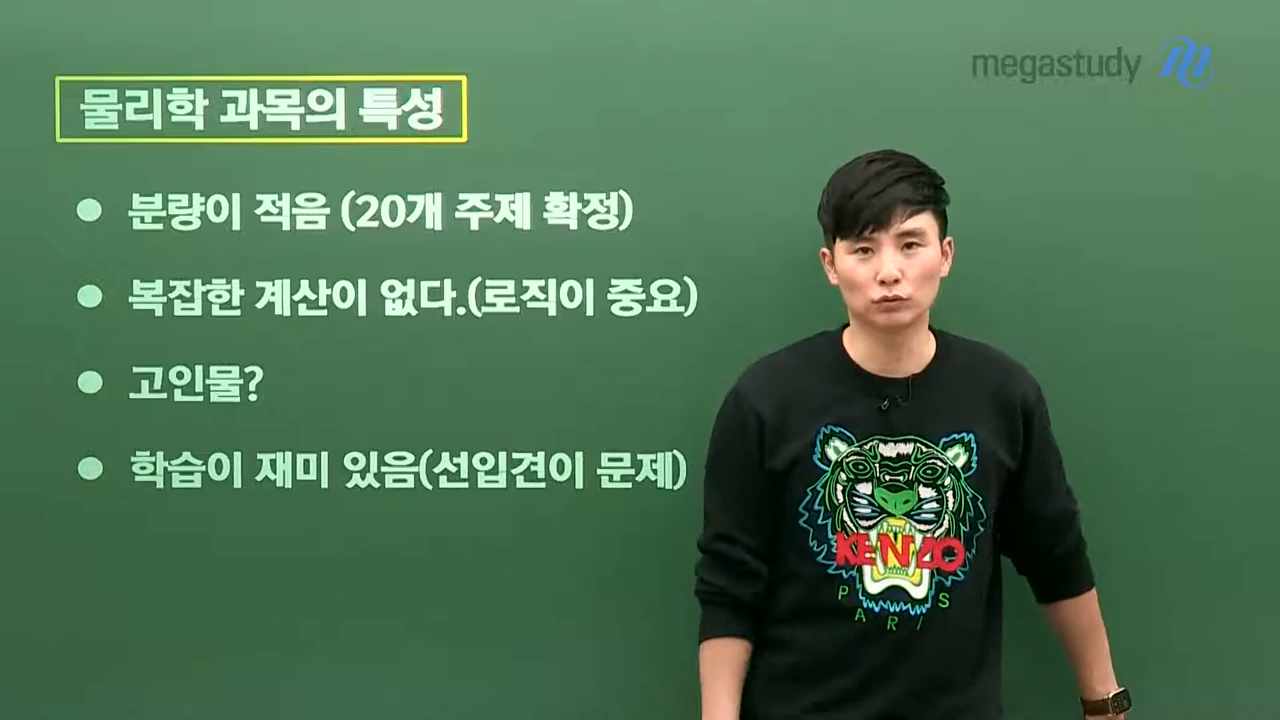 megastudy
물리학 과목의 특성
● 분량이 적음 (20개 주제 확정)
● 복잡한 계산이 없다.(로직이 중요)
● 고인물?
● 학습이 재미 있음(선입견이 문제)
KENZO
PARIS